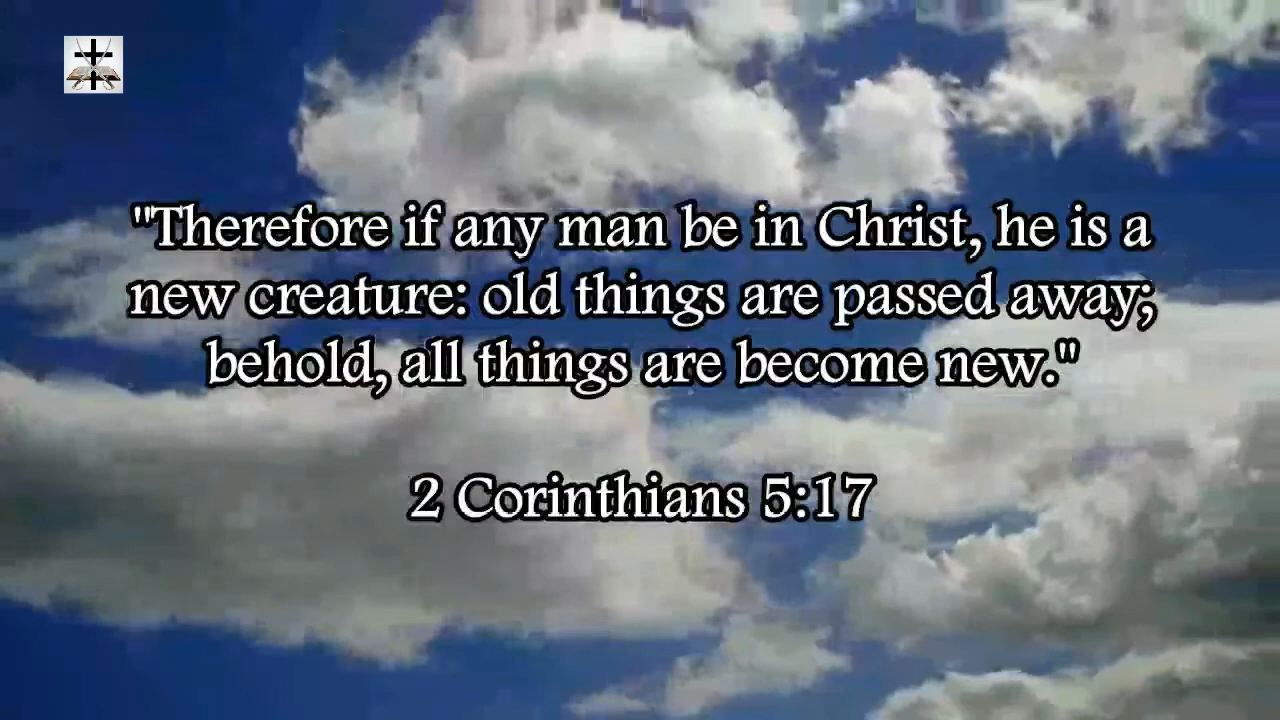 "Therefore if any man be in Christ, he is a
new creature: old things are passed away;
behold, all things are become new."
2 Corinthians 5:17